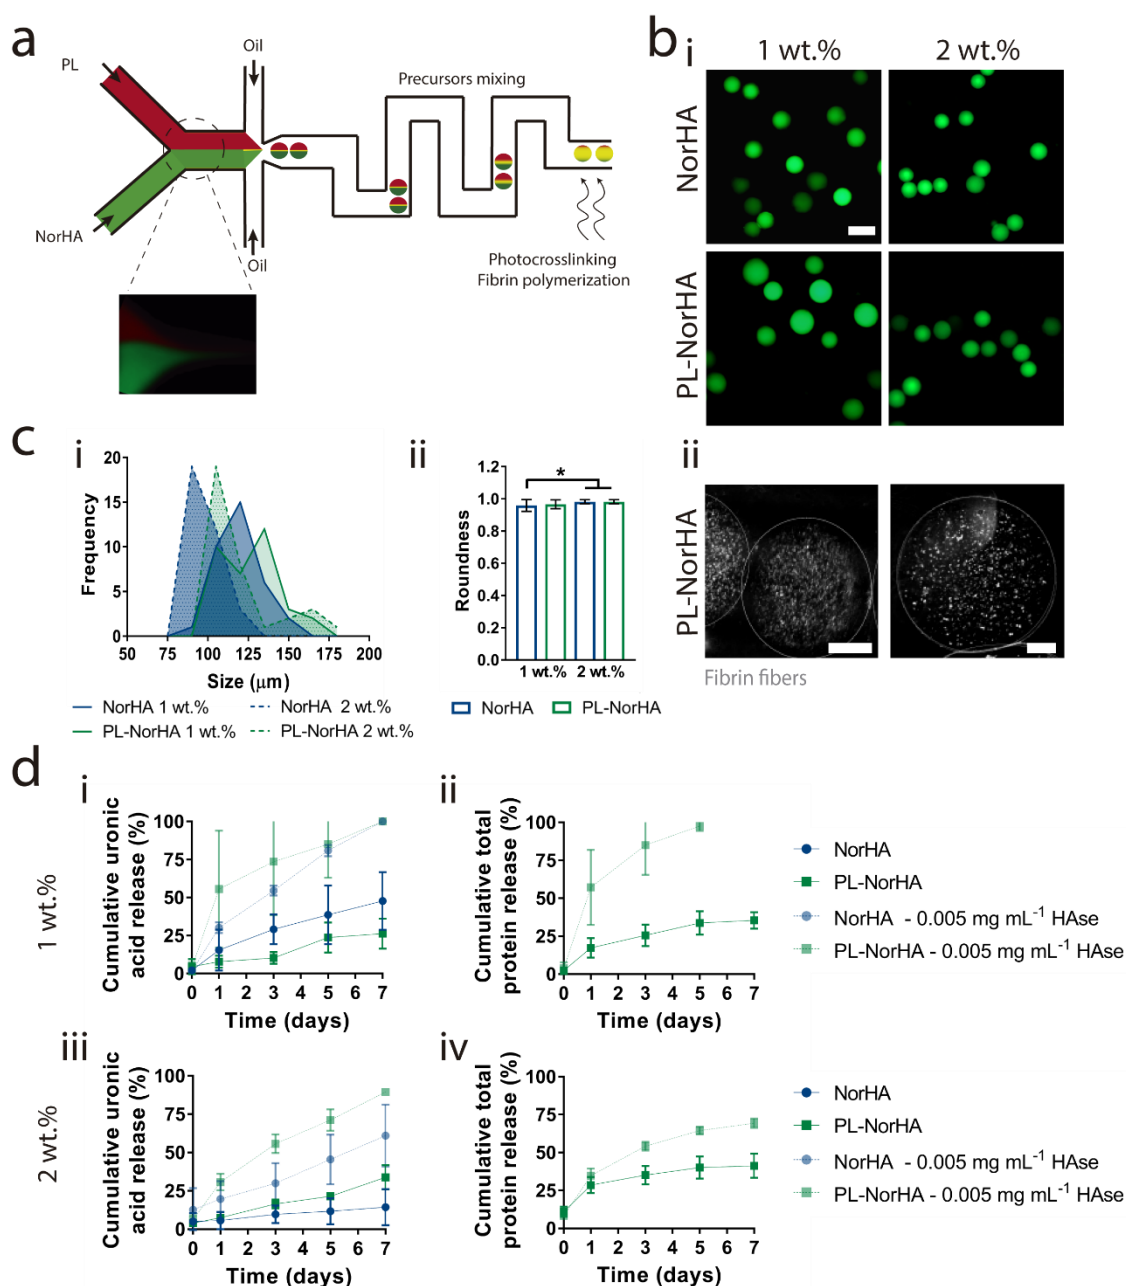 a
PL
Oil
Precursors mixing
NorHA
Oil
Photocrosslinking
Fibrin polymerization
b
i
1 wt.%
2 wt.%
NorHA
PL-NorHA
ii
PL-NorHA
Fibrin fibers
c
i
20
15
10
5
0
Frequency
50
100
150
200
Size (μm)
NorHA 1 wt.%
NorHA 2 wt.%
PL-NorHA 1 wt.%
PL-NorHA 2 wt.%
ii
1.2
1.0
0.8
0.6
0.4
0.2
0.0
Roundness
*
1 wt.%
2 wt.%
NorHA
PL-NorHA
d
1 wt.%
i
Cumulative uronic
acid release (%)
100
75
50
25
0
0 1 2 3 4 5 6 7
Time (days)
ii
Cumulative total
protein release (%)
100
75
50
25
0
0 1 2 3 4 5 6 7
Time (days)
NorHA
PL-NorHA
NorHA - 0.005 mg mL⁻¹ HAse
PL-NorHA - 0.005 mg mL⁻¹ HAse
2 wt.%
iii
Cumulative uronic
acid release (%)
100
75
50
25
0
0 1 2 3 4 5 6 7
Time (days)
iv
Cumulative total
protein release (%)
100
75
50
25
0
0 1 2 3 4 5 6 7
Time (days)
NorHA
PL-NorHA
NorHA - 0.005 mg mL⁻¹ HAse
PL-NorHA - 0.005 mg mL⁻¹ HAse